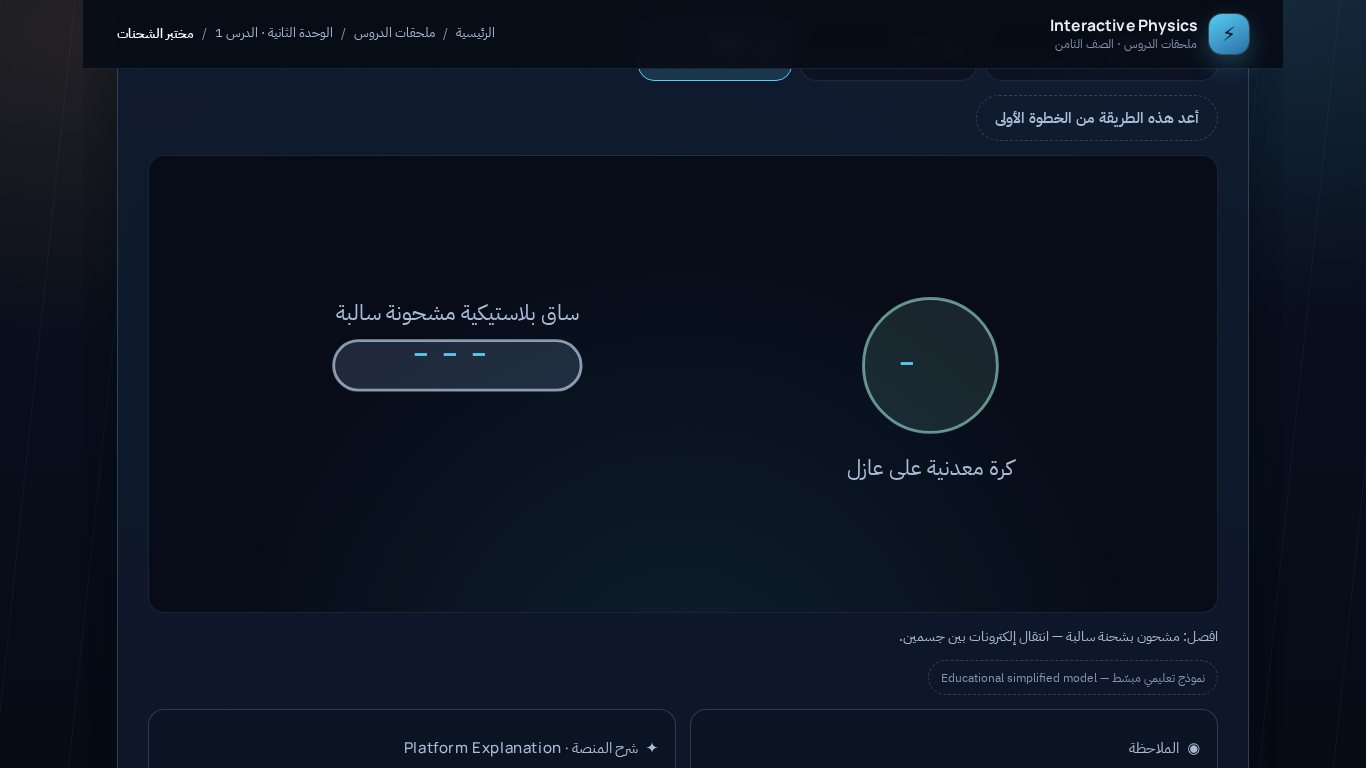 Interactive Physics
ملحقات الدروس · الصف الثامن
الرئيسية / ملحقات الدروس / الوحدة الثانية · الدرس 1 / مختبر الشحنات
أعد هذه الطريقة من الخطوة الأولى
ساق بلاستيكية مشحونة سالبة
− − −
−
كرة معدنية على عازل
افصل: مشحون بشحنة سالبة — انتقال إلكترونات بين جسمين.
نموذج تعليمي مبسّط — Educational simplified model
الملاحظة
شرح المنصة · Platform Explanation